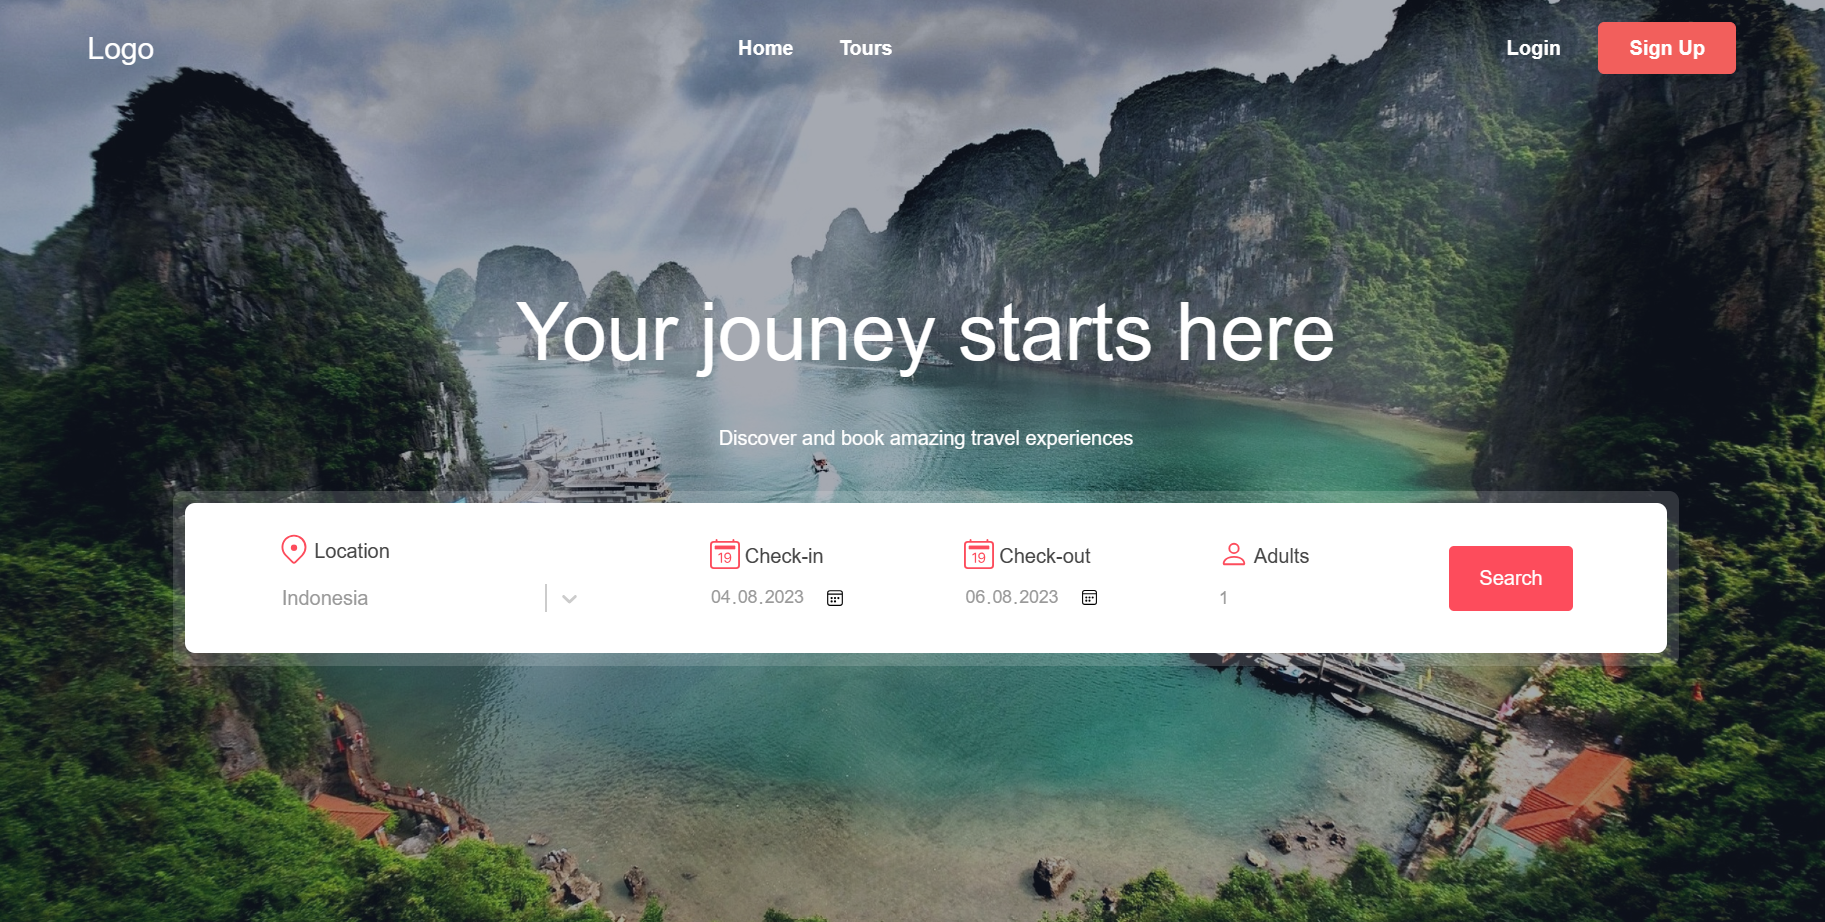 Logo
Home Tours
Login Sign Up
Your jouney starts here
Discover and book amazing travel experiences
Location
19 Check-in
19 Check-out
Adults
Indonesia
04.08.2023
06.08.2023
1
Search